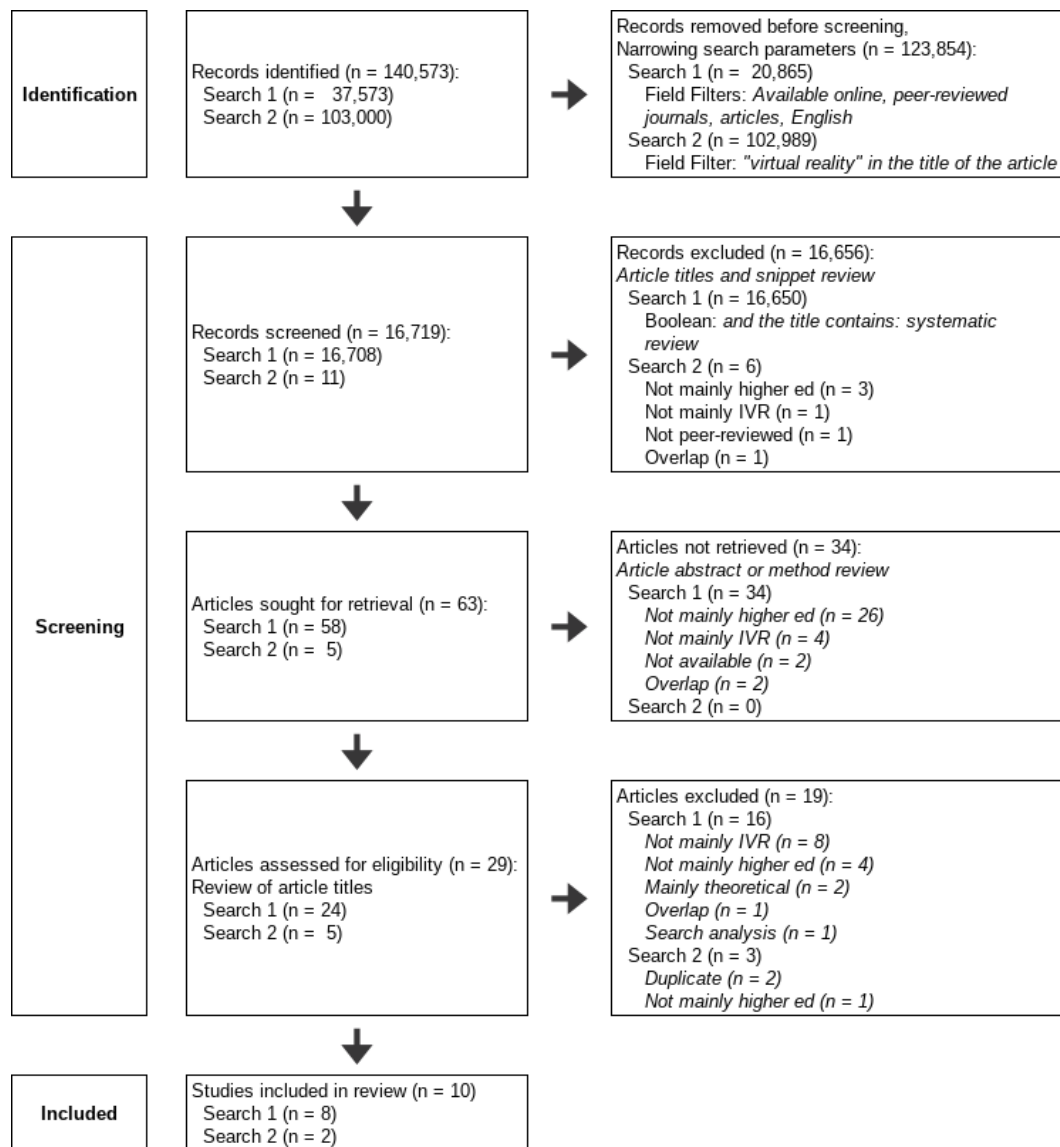 Identification
Records identified (n = 140,573):
Search 1 (n =   37,573)
Search 2 (n = 103,000)
Records removed before screening,
Narrowing search parameters (n = 123,854):
Search 1 (n =  20,865)
Field Filters: Available online, peer-reviewed
journals, articles, English
Search 2 (n = 102,989)
Field Filter: "virtual reality" in the title of the article
Screening
Records screened (n = 16,719):
Search 1 (n = 16,708)
Search 2 (n = 11)
Records excluded (n = 16,656):
Article titles and snippet review
Search 1 (n = 16,650)
Boolean: and the title contains: systematic
review
Search 2 (n = 6)
Not mainly higher ed (n = 3)
Not mainly IVR (n = 1)
Not peer-reviewed (n = 1)
Overlap (n = 1)
Articles sought for retrieval (n = 63):
Search 1 (n = 58)
Search 2 (n =  5)
Articles not retrieved (n = 34):
Article abstract or method review
Search 1 (n = 34)
Not mainly higher ed (n = 26)
Not mainly IVR (n = 4)
Not available (n = 2)
Overlap (n = 2)
Search 2 (n = 0)
Articles assessed for eligibility (n = 29):
Review of article titles
Search 1 (n = 24)
Search 2 (n =  5)
Articles excluded (n = 19):
Search 1 (n = 16)
Not mainly IVR (n = 8)
Not mainly higher ed (n = 4)
Mainly theoretical (n = 2)
Overlap (n = 1)
Search analysis (n = 1)
Search 2 (n = 3)
Duplicate (n = 2)
Not mainly higher ed (n = 1)
Included
Studies included in review (n = 10)
Search 1 (n = 8)
Search 2 (n = 2)